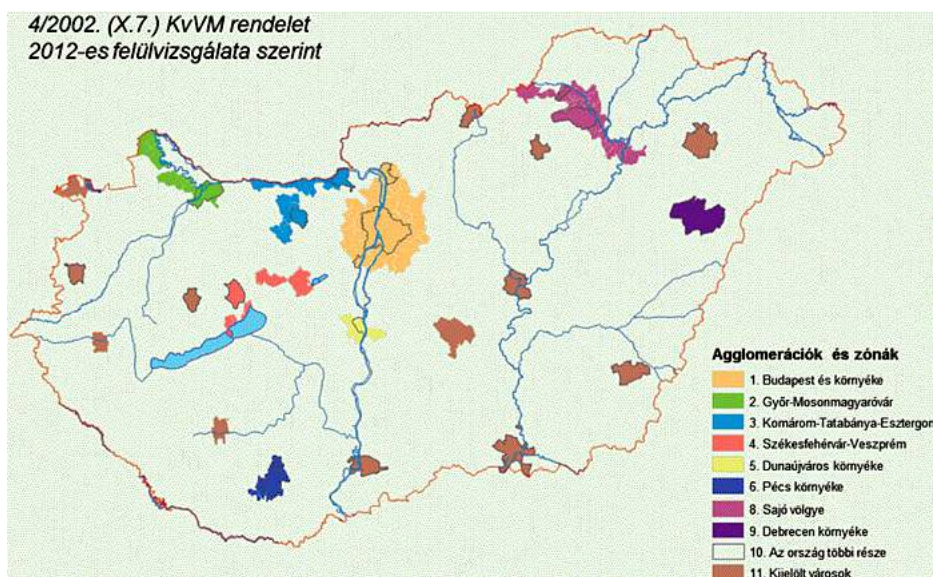 4/2002. (X.7.) KvVM rendelet
2012-es felülvizsgálata szerint
Agglomerációk és zónák
1. Budapest és környéke
2. Győr-Mosonmagyaróvár
3. Komárom-Tatabánya-Esztergom
4. Székesfehérvár-Veszprém
5. Dunaújváros környéke
6. Pécs környéke
8. Sajó völgye
9. Debrecen környéke
10. Az ország többi része
11. Kijelölt városok